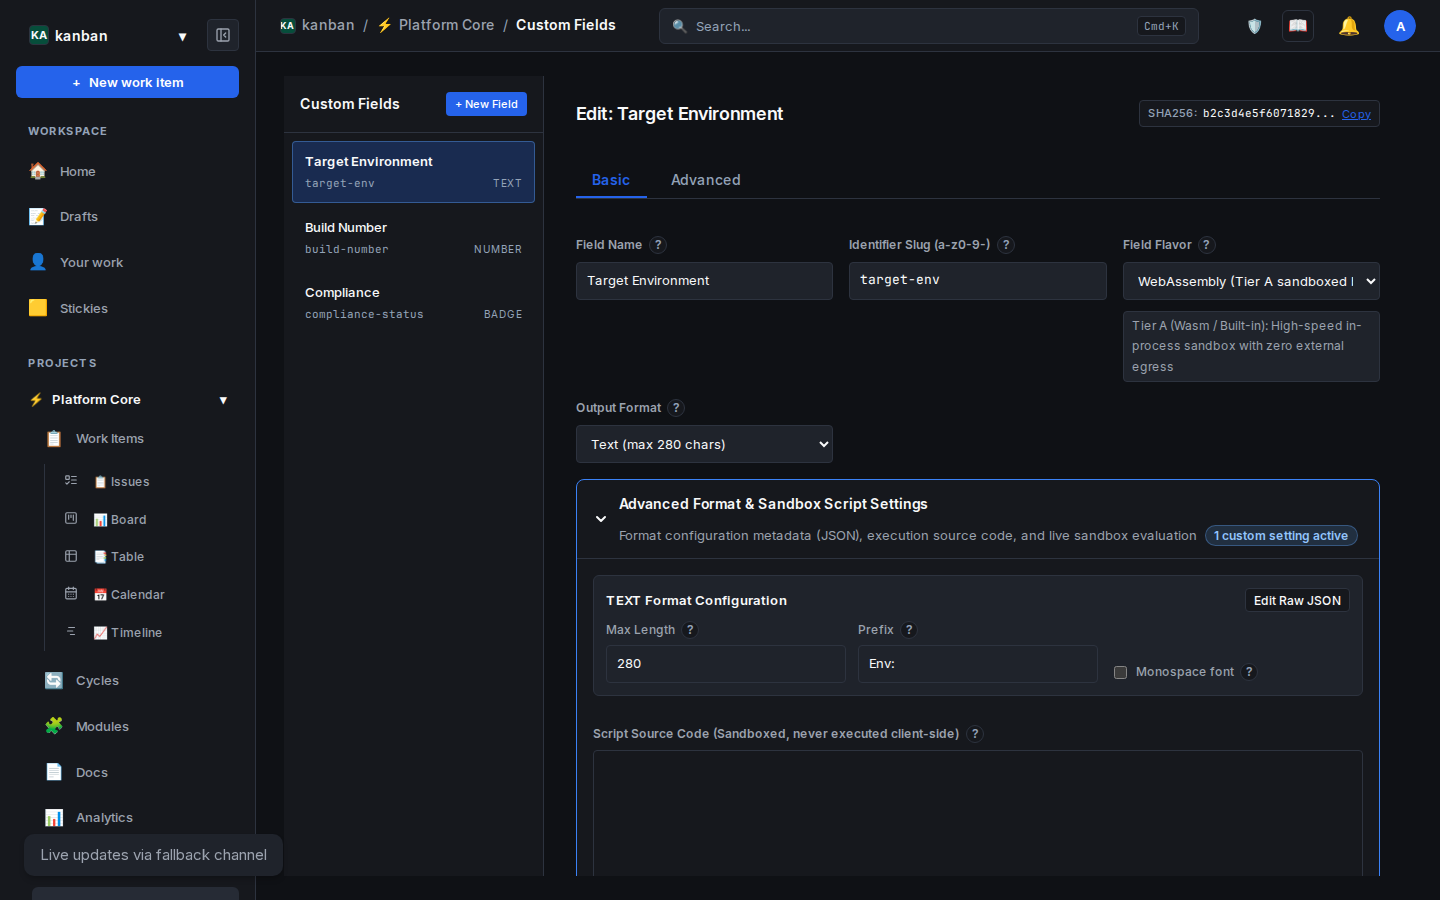 KA kanban ▼
+ New work item
WORKSPACE
Home
Drafts
Your work
Stickies
PROJECTS
Platform Core ▼
Work Items
Issues
Board
Table
Calendar
Timeline
Cycles
Modules
Docs
Analytics
Live updates via fallback channel
KA kanban / ⚡ Platform Core / Custom Fields
Search...
Cmd+K
A
Custom Fields
+ New Field
Target Environment
target-env TEXT
Build Number
build-number NUMBER
Compliance
compliance-status BADGE
Edit: Target Environment
SHA256: b2c3d4e5f6071829... Copy
Basic Advanced
Field Name ?
Target Environment
Identifier Slug (a-z0-9-) ?
target-env
Field Flavor ?
WebAssembly (Tier A sandboxed
Tier A (Wasm / Built-in): High-speed in-
process sandbox with zero external
egress
Output Format ?
Text (max 280 chars)
Advanced Format & Sandbox Script Settings
Format configuration metadata (JSON), execution source code, and live sandbox evaluation 1 custom setting active
TEXT Format Configuration
Edit Raw JSON
Max Length ?
280
Prefix ?
Env:
Monospace font ?
Script Source Code (Sandboxed, never executed client-side) ?